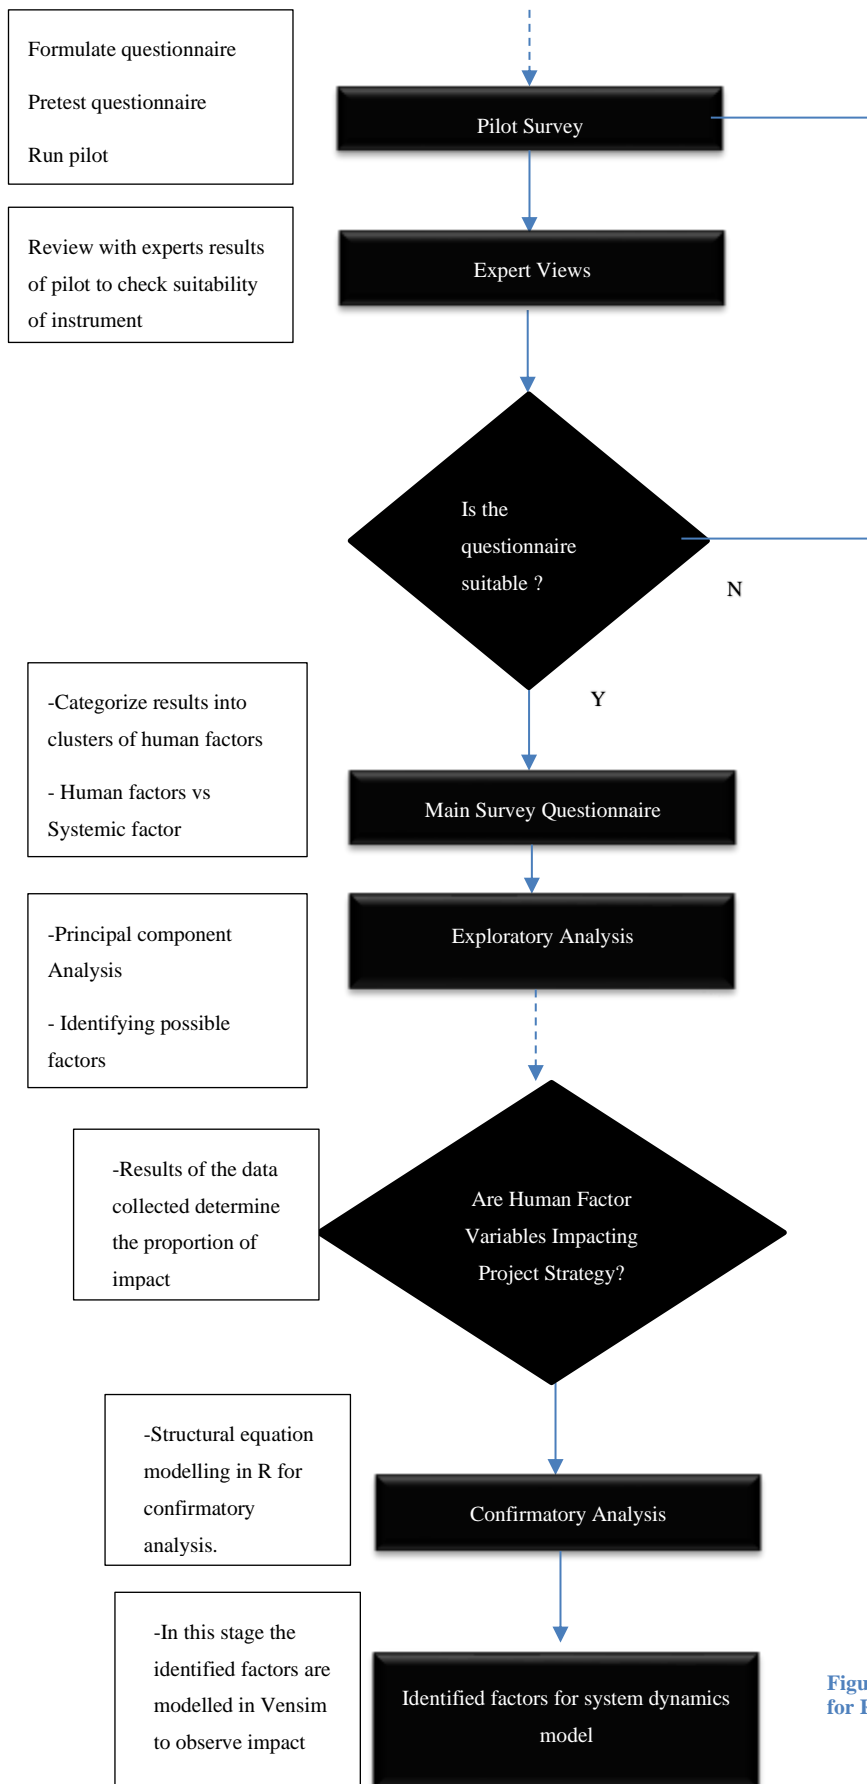 Formulate questionnaire
Pretest questionnaire
Run pilot
Pilot Survey
Review with experts results
of pilot to check suitability
of instrument
Expert Views
Is the
questionnaire
suitable ?
N
Y
-Categorize results into
clusters of human factors
- Human factors vs
Systemic factor
Main Survey Questionnaire
-Principal component
Analysis
- Identifying possible
factors
Exploratory Analysis
-Results of the data
collected determine
the proportion of
impact
Are Human Factor
Variables Impacting
Project Strategy?
-Structural equation
modelling in R for
confirmatory
analysis.
Confirmatory Analysis
-In this stage the
identified factors are
modelled in Vensim
to observe impact
Identified factors for system dynamics
model
for